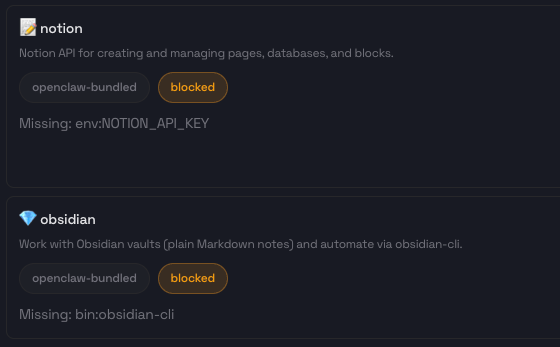 📝 notion
Notion API for creating and managing pages, databases, and blocks.
openclaw-bundled blocked
Missing: env:NOTION_API_KEY
💎 obsidian
Work with Obsidian vaults (plain Markdown notes) and automate via obsidian-cli.
openclaw-bundled blocked
Missing: bin:obsidian-cli